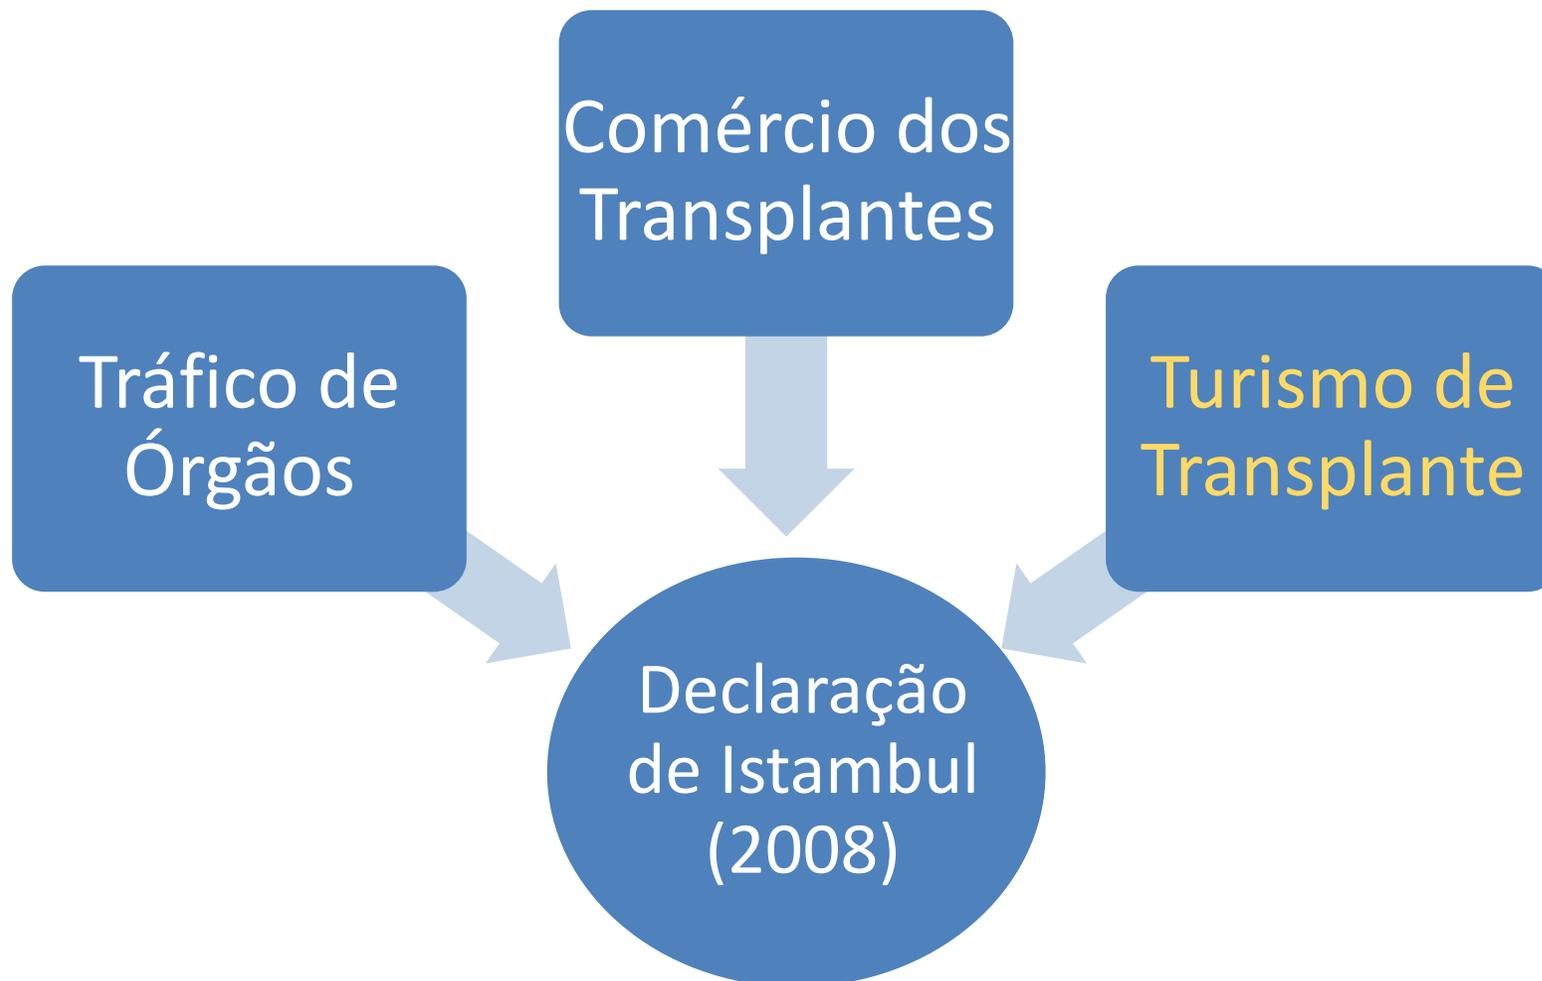 Comércio dos
Transplantes
Tráfico de
Órgãos
Turismo de
Transplante
Declaração
de Istambul
(2008)